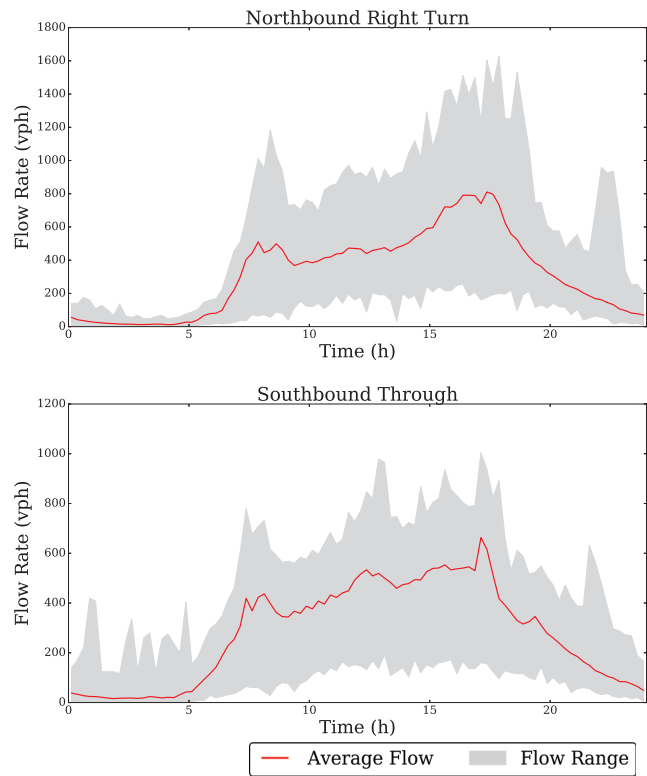 Northbound Right Turn
1800
1600
1400
1200
1000
800
600
400
200
0
Flow Rate (vph)
0 5 10 15 20
Time (h)
Southbound Through
1200
1000
800
600
400
200
0
Flow Rate (vph)
0 5 10 15 20
Time (h)
Average Flow Flow Range